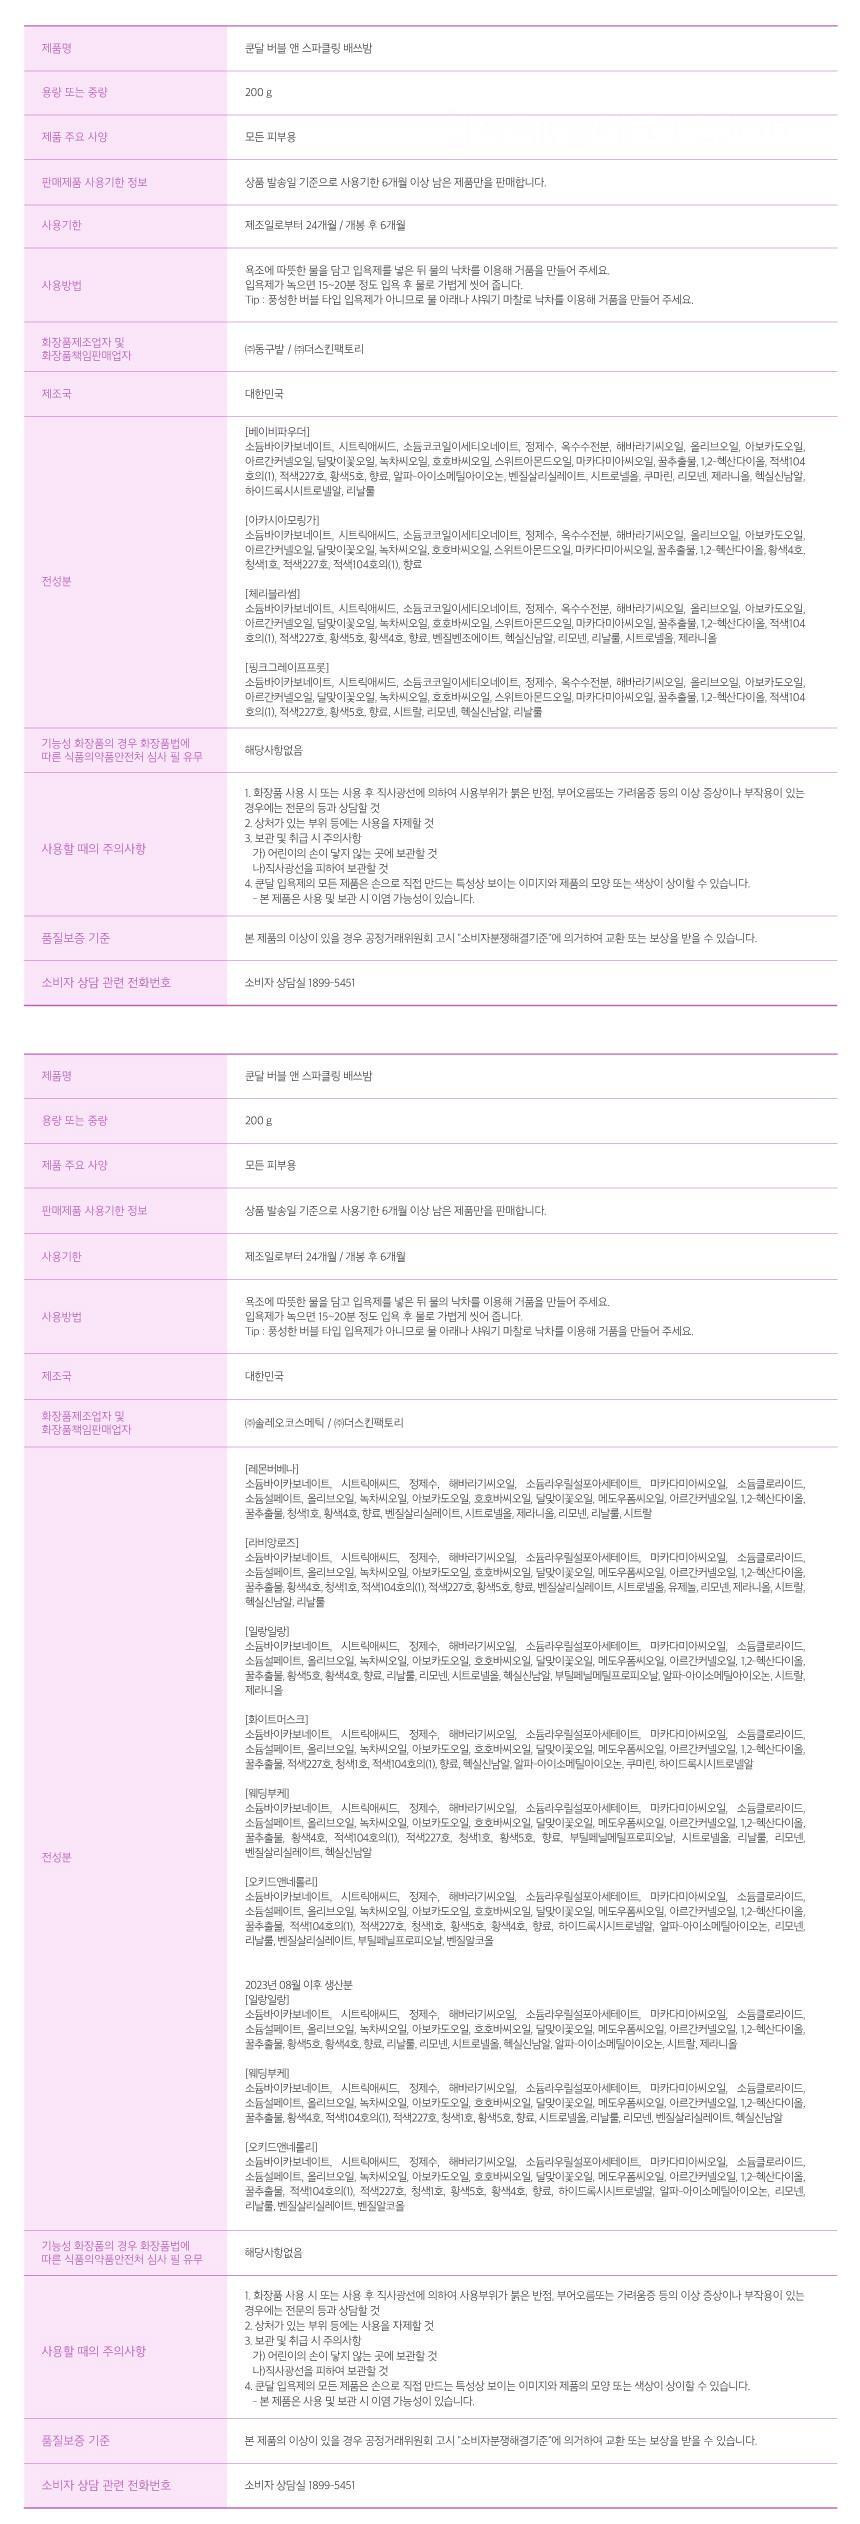 제품명
쿤달 버블 앤 스파클링 배쓰밤
용량 또는 중량
200 g
제품 주요 사양
모든 피부용
판매제품 사용기한 정보
상품 발송일 기준으로 사용기한 6개월 이상 남은 제품만을 판매합니다.
사용기한
제조일로부터 24개월 / 개봉 후 6개월
사용방법
욕조에 따뜻한 물을 담고 입욕제를 넣은 뒤 물의 낙차를 이용해 거품을 만들어 주세요.
입욕제가 녹으면 15~20분 정도 입욕 후 물로 가볍게 씻어 줍니다.
Tip : 풍성한 버블 타입 입욕제가 아니므로 물 아래나 샤워기 마찰로 낙차를 이용해 거품을 만들어 주세요.
화장품제조업자 및
화장품책임판매업자
㈜동구밭 / ㈜더스킨팩토리
제조국
대한민국
전성분
[베이비파우더]
소듐바이카보네이트, 시트릭애씨드, 소듐코코일이세티오네이트, 정제수, 옥수수전분, 해바라기씨오일, 올리브오일, 아보카도오일,
아르간커넬오일, 달맞이꽃오일, 녹차씨오일, 호호바씨오일, 스위트아몬드오일, 마카다미아씨오일, 꿀추출물, 1,2-헥산다이올, 적색104
호의(1), 적색227호, 황색5호, 향료, 알파-아이소메틸아이오논, 벤질살리실레이트, 시트로넬올, 쿠마린, 리모넨, 제라니올, 헥실신남알,
하이드록시시트로넬알, 리날룰
[아카시아모링가]
소듐바이카보네이트, 시트릭애씨드, 소듐코코일이세티오네이트, 정제수, 옥수수전분, 해바라기씨오일, 올리브오일, 아보카도오일,
아르간커넬오일, 달맞이꽃오일, 녹차씨오일, 호호바씨오일, 스위트아몬드오일, 마카다미아씨오일, 꿀추출물, 1,2-헥산다이올, 황색4호,
청색1호, 적색227호, 적색104호의(1), 향료
[체리블라썸]
소듐바이카보네이트, 시트릭애씨드, 소듐코코일이세티오네이트, 정제수, 옥수수전분, 해바라기씨오일, 올리브오일, 아보카도오일,
아르간커넬오일, 달맞이꽃오일, 녹차씨오일, 호호바씨오일, 스위트아몬드오일, 마카다미아씨오일, 꿀추출물, 1,2-헥산다이올, 적색104
호의(1), 적색227호, 황색5호, 황색4호, 향료, 벤질벤조에이트, 헥실신남알, 리모넨, 리날룰, 시트로넬올, 제라니올
[핑크그레이프프룻]
소듐바이카보네이트, 시트릭애씨드, 소듐코코일이세티오네이트, 정제수, 옥수수전분, 해바라기씨오일, 올리브오일, 아보카도오일,
아르간커넬오일, 달맞이꽃오일, 녹차씨오일, 호호바씨오일, 스위트아몬드오일, 마카다미아씨오일, 꿀추출물, 1,2-헥산다이올, 적색104
호의(1), 적색227호, 황색5호, 향료, 시트랄, 리모넨, 헥실신남알, 리날룰
기능성 화장품의 경우 화장품법에
따른 식품의약품안전처 심사 필 유무
해당사항없음
사용할 때의 주의사항
1. 화장품 사용 시 또는 사용 후 직사광선에 의하여 사용부위가 붉은 반점, 부어오름또는 가려움증 등의 이상 증상이나 부작용이 있는
경우에는 전문의 등과 상담할 것
2. 상처가 있는 부위 등에는 사용을 자제할 것
3. 보관 및 취급 시 주의사항
가) 어린이의 손이 닿지 않는 곳에 보관할 것
나)직사광선을 피하여 보관할 것
4. 쿤달 입욕제의 모든 제품은 손으로 직접 만드는 특성상 보이는 이미지와 제품의 모양 또는 색상이 상이할 수 있습니다.
- 본 제품은 사용 및 보관 시 이염 가능성이 있습니다.
품질보증 기준
본 제품의 이상이 있을 경우 공정거래위원회 고시 "소비자분쟁해결기준"에 의거하여 교환 또는 보상을 받을 수 있습니다.
소비자 상담 관련 전화번호
소비자 상담실 1899-5451
제품명
쿤달 버블 앤 스파클링 배쓰밤
용량 또는 중량
200 g
제품 주요 사양
모든 피부용
판매제품 사용기한 정보
상품 발송일 기준으로 사용기한 6개월 이상 남은 제품만을 판매합니다.
사용기한
제조일로부터 24개월 / 개봉 후 6개월
사용방법
욕조에 따뜻한 물을 담고 입욕제를 넣은 뒤 물의 낙차를 이용해 거품을 만들어 주세요.
입욕제가 녹으면 15~20분 정도 입욕 후 물로 가볍게 씻어 줍니다.
Tip : 풍성한 버블 타입 입욕제가 아니므로 물 아래나 샤워기 마찰로 낙차를 이용해 거품을 만들어 주세요.
제조국
대한민국
화장품제조업자 및
화장품책임판매업자
㈜솔레오코스메틱 / ㈜더스킨팩토리
전성분
[레몬버베나]
소듐바이카보네이트, 시트릭애씨드, 정제수, 해바라기씨오일, 소듐라우릴설포아세테이트, 마카다미아씨오일, 소듐클로라이드,
소듐설페이트, 올리브오일, 녹차씨오일, 아보카도오일, 호호바씨오일, 달맞이꽃오일, 메도우폼씨오일, 아르간커넬오일, 1,2-헥산다이올,
꿀추출물, 청색1호, 황색4호, 향료, 벤질살리실레이트, 시트로넬올, 제라니올, 리모넨, 리날룰, 시트랄
[라비앙로즈]
소듐바이카보네이트, 시트릭애씨드, 정제수, 해바라기씨오일, 소듐라우릴설포아세테이트, 마카다미아씨오일, 소듐클로라이드,
소듐설페이트, 올리브오일, 녹차씨오일, 아보카도오일, 호호바씨오일, 달맞이꽃오일, 메도우폼씨오일, 아르간커넬오일, 1,2-헥산다이올,
꿀추출물, 황색4호, 청색1호, 적색104호의(1), 적색227호, 황색5호, 향료, 벤질살리실레이트, 시트로넬올, 유제놀, 리모넨, 제라니올, 시트랄,
헥실신남알, 리날룰
[일랑일랑]
소듐바이카보네이트, 시트릭애씨드, 정제수, 해바라기씨오일, 소듐라우릴설포아세테이트, 마카다미아씨오일, 소듐클로라이드,
소듐설페이트, 올리브오일, 녹차씨오일, 아보카도오일, 호호바씨오일, 달맞이꽃오일, 메도우폼씨오일, 아르간커넬오일, 1,2-헥산다이올,
꿀추출물, 황색5호, 황색4호, 향료, 리날룰, 리모넨, 시트로넬올, 헥실신남알, 부틸페닐메틸프로피오날, 알파-아이소메틸아이오논, 시트랄,
제라니올
[화이트머스크]
소듐바이카보네이트, 시트릭애씨드, 정제수, 해바라기씨오일, 소듐라우릴설포아세테이트, 마카다미아씨오일, 소듐클로라이드,
소듐설페이트, 올리브오일, 녹차씨오일, 아보카도오일, 호호바씨오일, 달맞이꽃오일, 메도우폼씨오일, 아르간커넬오일, 1,2-헥산다이올,
꿀추출물, 적색227호, 청색1호, 적색104호의(1), 향료, 헥실신남알, 알파-아이소메틸아이오논, 쿠마린, 하이드록시시트로넬알
[웨딩부케]
소듐바이카보네이트, 시트릭애씨드, 정제수, 해바라기씨오일, 소듐라우릴설포아세테이트, 마카다미아씨오일, 소듐클로라이드,
소듐설페이트, 올리브오일, 녹차씨오일, 아보카도오일, 호호바씨오일, 달맞이꽃오일, 메도우폼씨오일, 아르간커넬오일, 1,2-헥산다이올,
꿀추출물, 황색4호, 적색104호의(1), 적색227호, 청색1호, 황색5호, 향료, 부틸페닐메틸프로피오날, 시트로넬올, 리날룰, 리모넨,
벤질살리실레이트, 헥실신남알
[오키드앤네롤리]
소듐바이카보네이트, 시트릭애씨드, 정제수, 해바라기씨오일, 소듐라우릴설포아세테이트, 마카다미아씨오일, 소듐클로라이드,
소듐설페이트, 올리브오일, 녹차씨오일, 아보카도오일, 호호바씨오일, 달맞이꽃오일, 메도우폼씨오일, 아르간커넬오일, 1,2-헥산다이올,
꿀추출물, 적색104호의(1), 적색227호, 청색1호, 황색5호, 황색4호, 향료, 하이드록시시트로넬알, 알파-아이소메틸아이오논, 리모넨,
리날룰, 벤질살리실레이트, 부틸페닐프로피오날, 벤질알코올
2023년 08월 이후 생산분
[일랑일랑]
소듐바이카보네이트, 시트릭애씨드, 정제수, 해바라기씨오일, 소듐라우릴설포아세테이트, 마카다미아씨오일, 소듐클로라이드,
소듐설페이트, 올리브오일, 녹차씨오일, 아보카도오일, 호호바씨오일, 달맞이꽃오일, 메도우폼씨오일, 아르간커넬오일, 1,2-헥산다이올,
꿀추출물, 황색5호, 황색4호, 향료, 리날룰, 리모넨, 시트로넬올, 헥실신남알, 알파-아이소메틸아이오논, 시트랄, 제라니올
[웨딩부케]
소듐바이카보네이트, 시트릭애씨드, 정제수, 해바라기씨오일, 소듐라우릴설포아세테이트, 마카다미아씨오일, 소듐클로라이드,
소듐설페이트, 올리브오일, 녹차씨오일, 아보카도오일, 호호바씨오일, 달맞이꽃오일, 메도우폼씨오일, 아르간커넬오일, 1,2-헥산다이올,
꿀추출물, 황색4호, 적색104호의(1), 적색227호, 청색1호, 황색5호, 향료, 시트로넬올, 리날룰, 리모넨, 벤질살리실레이트, 헥실신남알
[오키드앤네롤리]
소듐바이카보네이트, 시트릭애씨드, 정제수, 해바라기씨오일, 소듐라우릴설포아세테이트, 마카다미아씨오일, 소듐클로라이드,
소듐설페이트, 올리브오일, 녹차씨오일, 아보카도오일, 호호바씨오일, 달맞이꽃오일, 메도우폼씨오일, 아르간커넬오일, 1,2-헥산다이올,
꿀추출물, 적색104호의(1), 적색227호, 청색1호, 황색5호, 황색4호, 향료, 하이드록시시트로넬알, 알파-아이소메틸아이오논, 리모넨,
리날룰, 벤질살리실레이트, 벤질알코올
기능성 화장품의 경우 화장품법에
따른 식품의약품안전처 심사 필 유무
해당사항없음
사용할 때의 주의사항
1. 화장품 사용 시 또는 사용 후 직사광선에 의하여 사용부위가 붉은 반점, 부어오름또는 가려움증 등의 이상 증상이나 부작용이 있는
경우에는 전문의 등과 상담할 것
2. 상처가 있는 부위 등에는 사용을 자제할 것
3. 보관 및 취급 시 주의사항
가) 어린이의 손이 닿지 않는 곳에 보관할 것
나)직사광선을 피하여 보관할 것
4. 쿤달 입욕제의 모든 제품은 손으로 직접 만드는 특성상 보이는 이미지와 제품의 모양 또는 색상이 상이할 수 있습니다.
- 본 제품은 사용 및 보관 시 이염 가능성이 있습니다.
품질보증 기준
본 제품의 이상이 있을 경우 공정거래위원회 고시 "소비자분쟁해결기준"에 의거하여 교환 또는 보상을 받을 수 있습니다.
소비자 상담 관련 전화번호
소비자 상담실 1899-5451